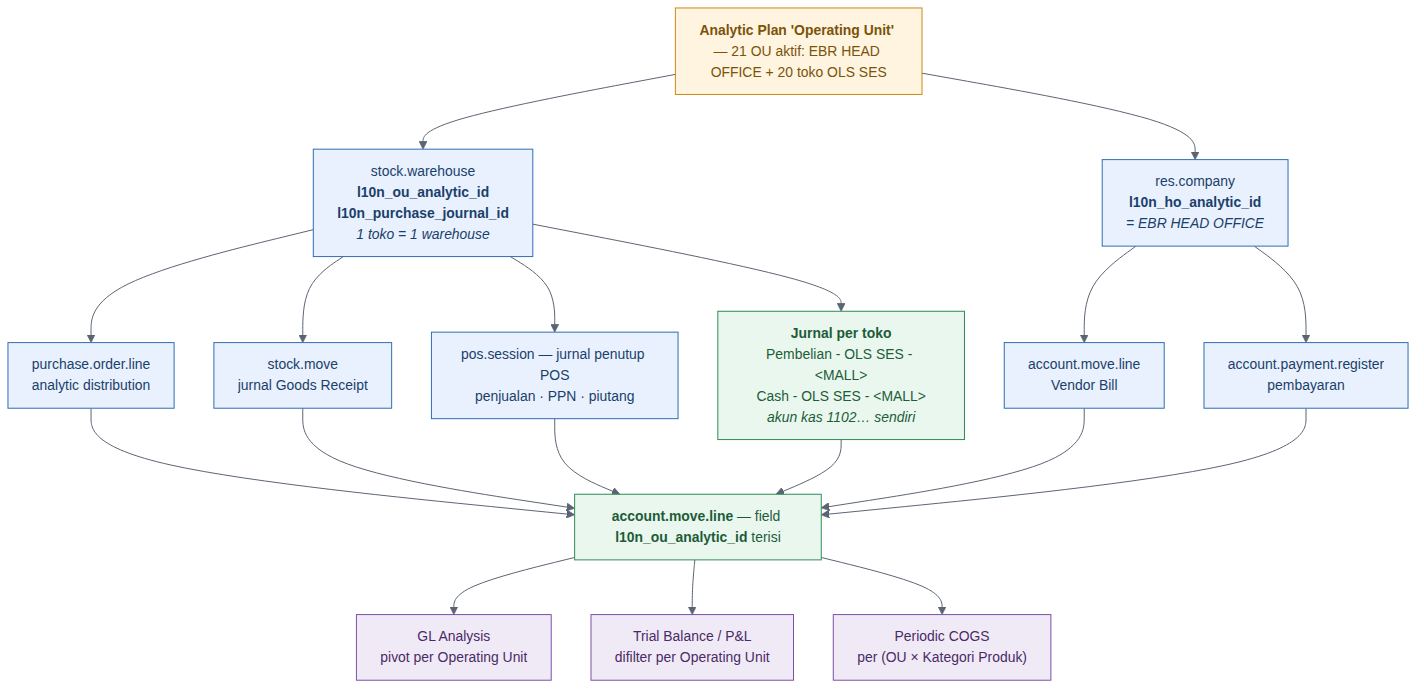 Analytic Plan 'Operating Unit'
— 21 OU aktif: EBR HEAD
OFFICE + 20 toko OLS SES
stock.warehouse
l10n_ou_analytic_id
l10n_purchase_journal_id
1 toko = 1 warehouse
res.company
l10n_ho_analytic_id
= EBR HEAD OFFICE
purchase.order.line
analytic distribution
stock.move
jurnal Goods Receipt
pos.session — jurnal penutup
POS
penjualan · PPN · piutang
Jurnal per toko
Pembelian - OLS SES -
<MALL>
Cash - OLS SES - <MALL>
akun kas 1102… sendiri
account.move.line
Vendor Bill
account.payment.register
pembayaran
account.move.line — field
l10n_ou_analytic_id terisi
GL Analysis
pivot per Operating Unit
Trial Balance / P&L
difilter per Operating Unit
Periodic COGS
per (OU × Kategori Produk)